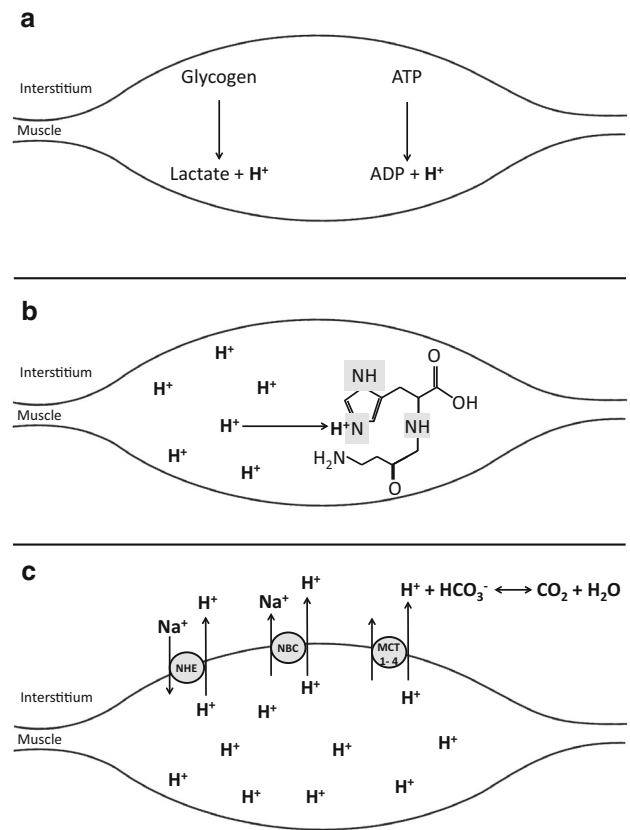 a
Glycogen ATP
Interstitium
Muscle
Lactate + H⁺ ADP + H⁺
b
H⁺ O
Interstitium NH
H⁺ H⁺ OH
Muscle H⁺ H⁺N NH
H⁺ H₂N
H⁺ O
c
H⁺ H⁺ + HCO₃⁻ ⟷ CO₂ + H₂O
H⁺ Na⁺
Na⁺
NBC MCT
NHE 1- 4
H⁺ H⁺
Interstitium H⁺ H⁺
Muscle H⁺ H⁺ H⁺
H⁺ H⁺ H⁺ H⁺